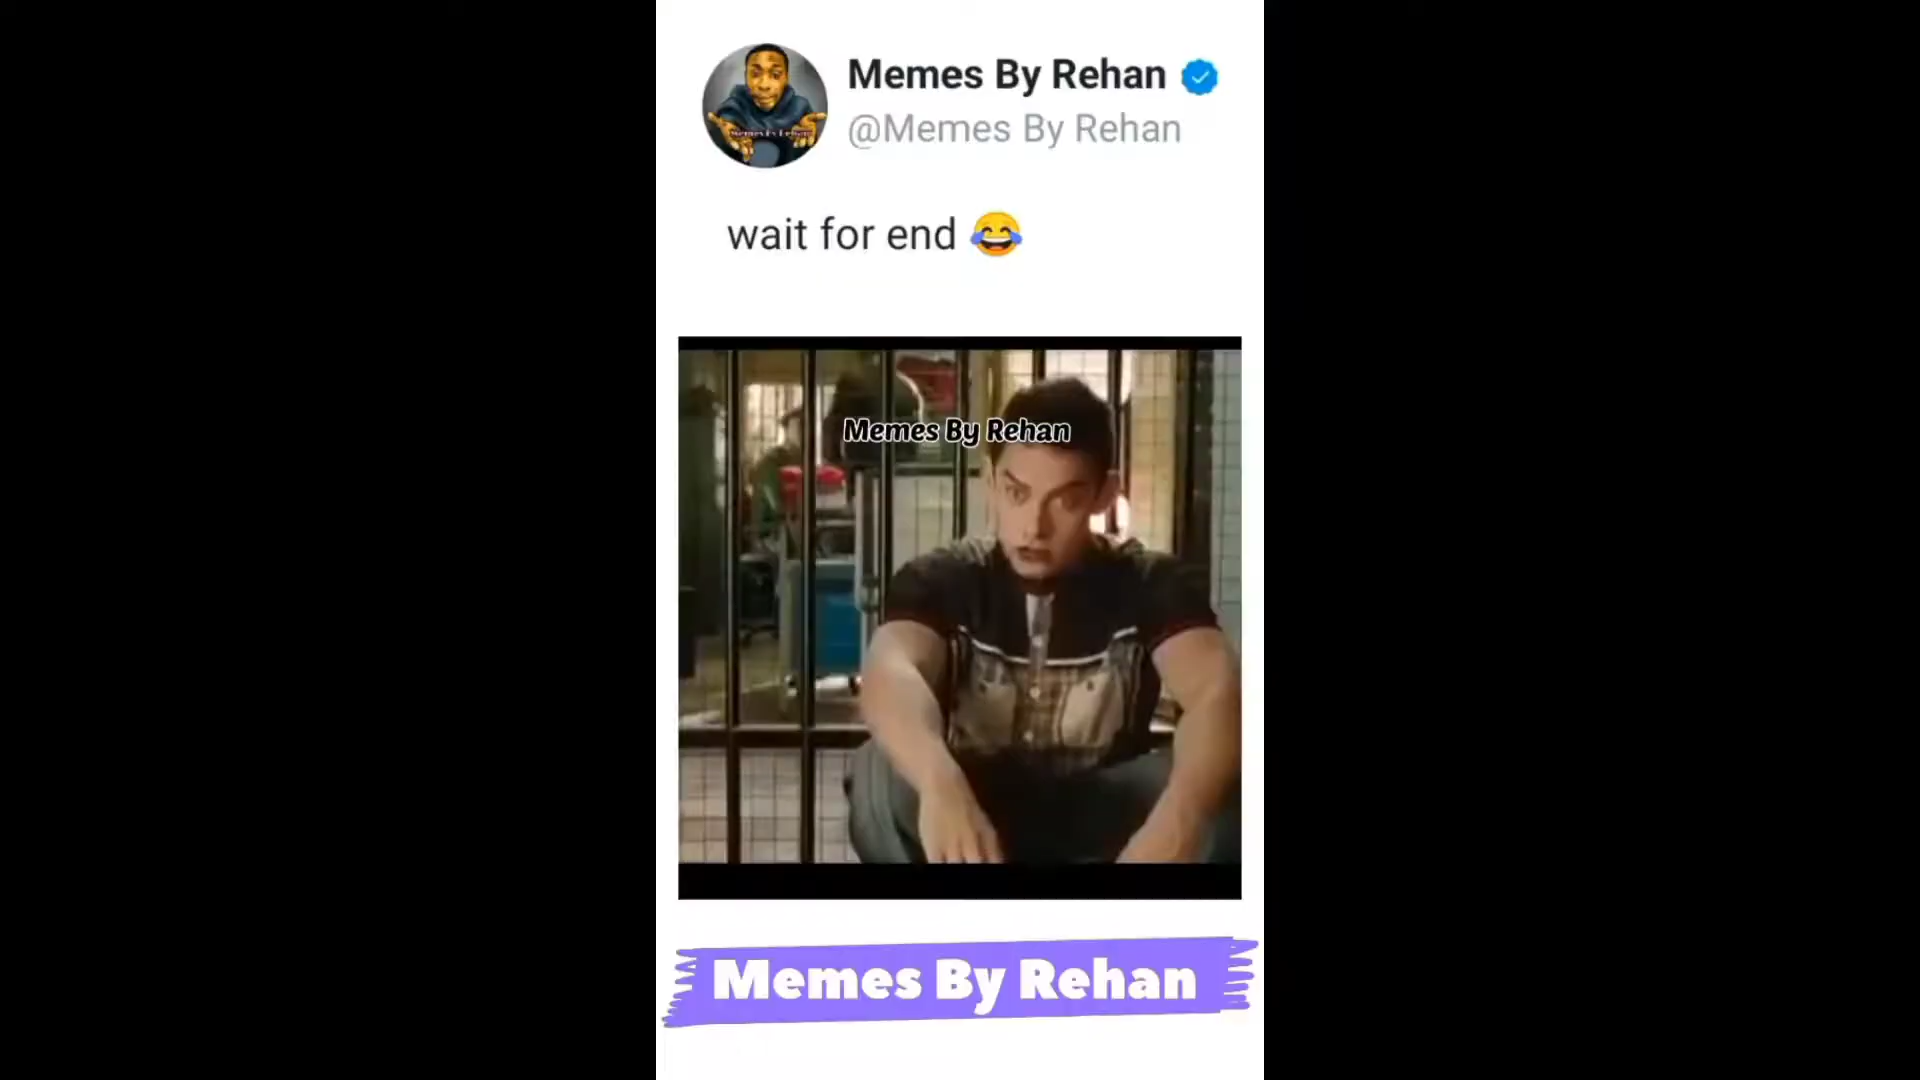 Memes By Rehan
@Memes By Rehan
wait for end 😂
Memes By Rehan
Memes By Rehan